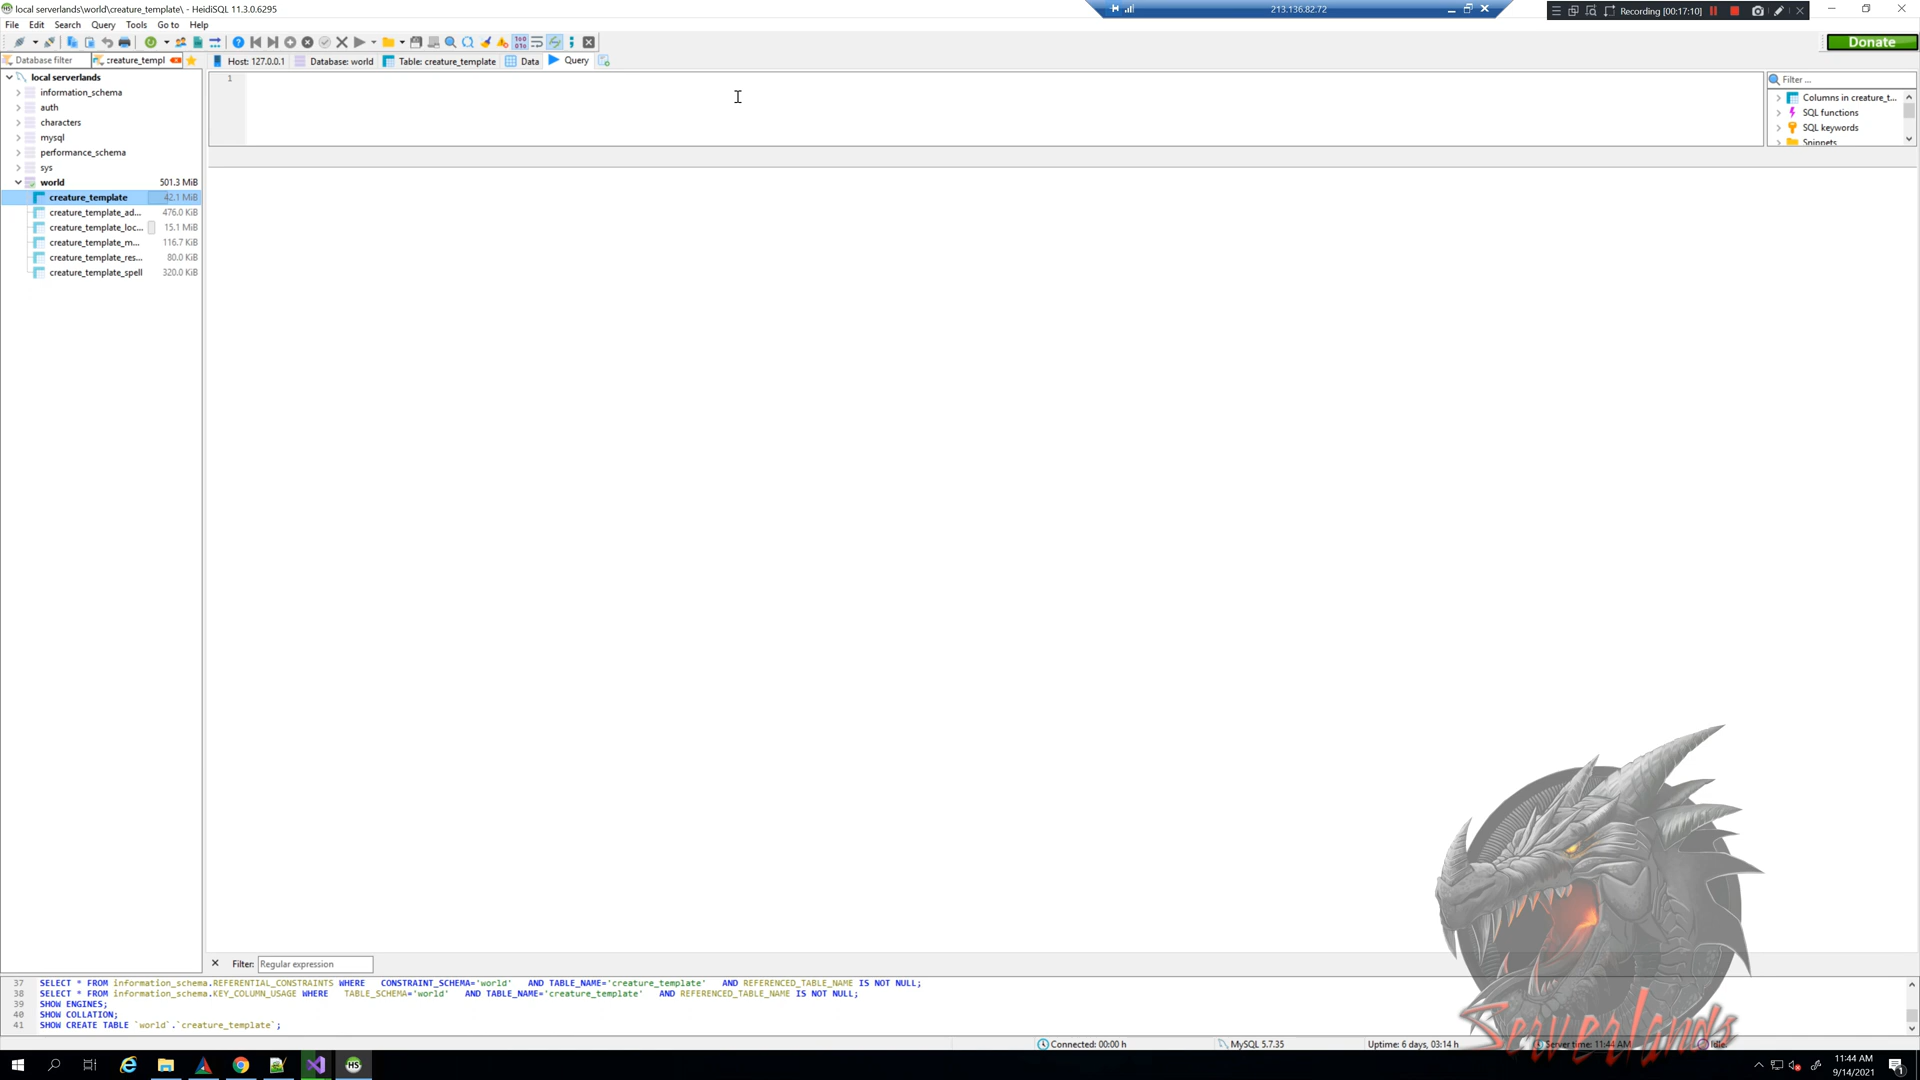 local serverlands\world\creature_template\ - HeidiSQL 11.3.0.6295
213.136.82.72
Recording [00:17:10]
File Edit Search Query Tools Go to Help
Donate
Database filter
creature_templ
Host: 127.0.0.1
Database: world
Table: creature_template
Data
Query
local serverlands
information_schema
auth
characters
mysql
performance_schema
sys
world 501.3 MiB
creature_template 42.1 MiB
creature_template_ad... 476.0 KiB
creature_template_loc... 15.1 MiB
creature_template_m... 116.7 KiB
creature_template_res... 80.0 KiB
creature_template_spell 320.0 KiB
1
Filter ...
Columns in creature_t...
SQL functions
SQL keywords
Snippets
Filter: Regular expression
37 SELECT * FROM information_schema.REFERENTIAL_CONSTRAINTS WHERE CONSTRAINT_SCHEMA='world' AND TABLE_NAME='creature_template' AND REFERENCED_TABLE_NAME IS NOT NULL;
38 SELECT * FROM information_schema.KEY_COLUMN_USAGE WHERE TABLE_SCHEMA='world' AND TABLE_NAME='creature_template' AND REFERENCED_TABLE_NAME IS NOT NULL;
39 SHOW ENGINES;
40 SHOW COLLATION;
41 SHOW CREATE TABLE `world`.`creature_template`;
Connected: 00:00 h
MySQL 5.7.35
Uptime: 6 days, 03:14 h
Server time: 11:44 AM
Idle.
Serverlands
HS
11:44 AM
9/14/2021
1